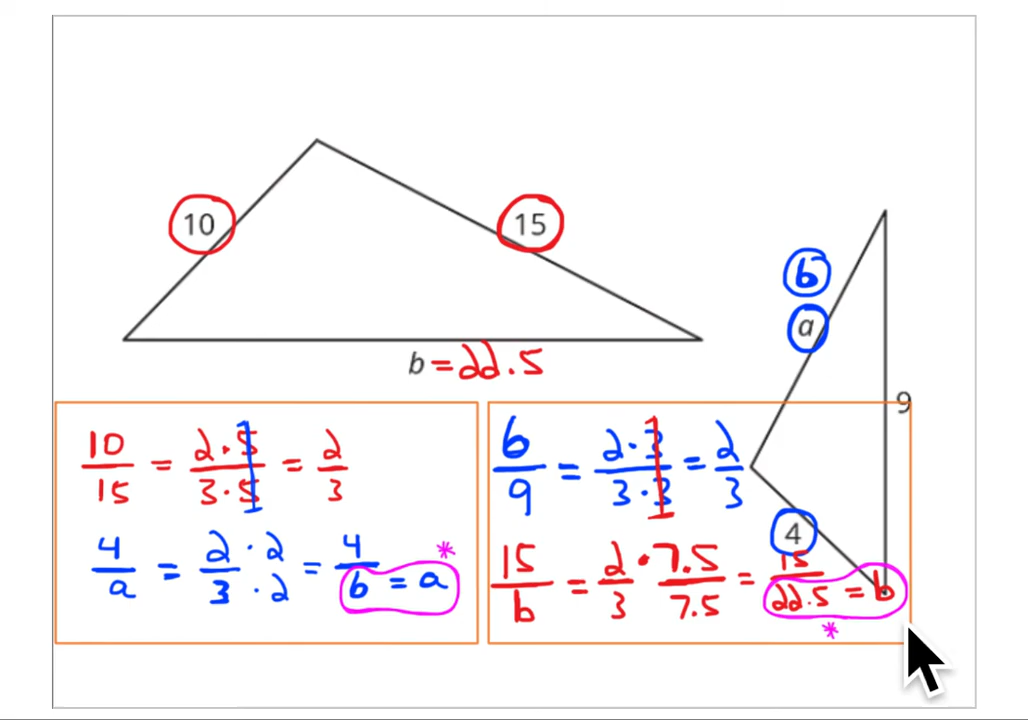 10
15
6
a
b = 22.5
9
4
10/15 = 2·5/3·5 = 2/3
4/a = 2/3 ·2/·2 = 4/6 = a *
6/9 = 2·3/3·3 = 2/3
15/b = 2/3 · 7.5/7.5 = 15/22.5 = b *